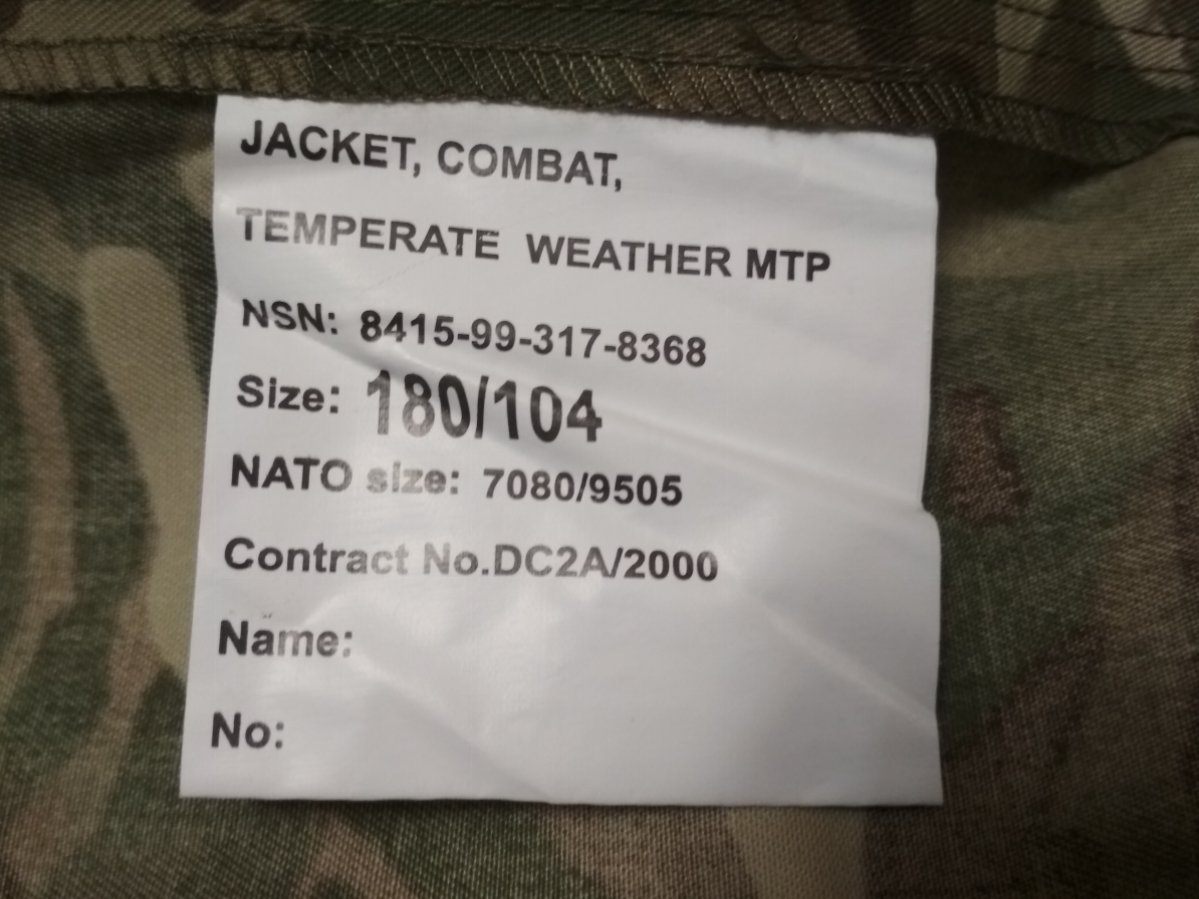 JACKET, COMBAT,
TEMPERATE WEATHER MTP
NSN: 8415-99-317-8368
Size: 180/104
NATO size: 7080/9505
Contract No.DC2A/2000
Name:
No: